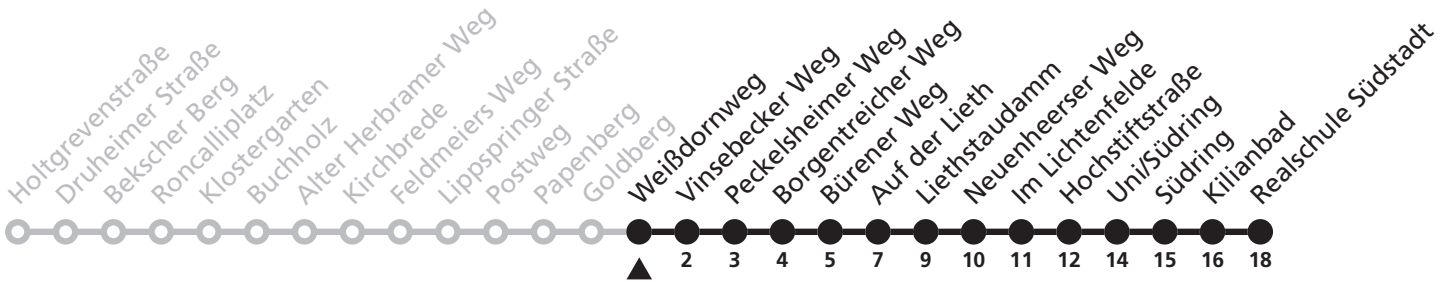 Holtgrevenstraße
Druheimer Straße
Bekscher Berg
Roncalliplatz
Klostergarten
Buchholz
Alter Herbramer Weg
Kirchbrede
Feldmeiers Weg
Lippspringer Straße
Postweg
Papenberg
Goldberg
Weißdornweg
Vinsebecker Weg
Peckelsheimer Weg
Borgentreicher Weg
Bürener Weg
Auf der Lieth
Liethstaudamm
Neuenheerser Weg
Im Lichtenfelde
Hochstiftstraße
Uni/Südring
Südring
Kilianbad
Realschule Südstadt
2 3 4 5 7 9 10 11 12 14 15 16 18